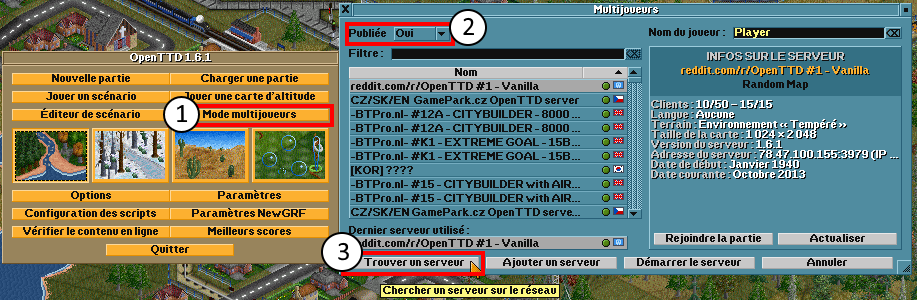 OpenTTD 1.6.1
Nouvelle partie
Charger une partie
Jouer un scénario
Jouer une carte d'altitude
Éditeur de scénario
1
Mode multijoueurs
Options
Paramètres
Configuration des scripts
Paramètres NewGRF
Vérifier le contenu en ligne
Meilleurs scores
Quitter
Multijoueurs
Publiée
Oui
2
Nom du joueur :
Player
Filtre :
Nom
reddit.com/r/OpenTTD #1 - Vanilla
CZ/SK/EN GamePark.cz OpenTTD server
-BTPro.nl- #12A - CITYBUILDER - 8000 ...
-BTPro.nl- #12A - CITYBUILDER - 8000 ...
-BTPro.nl- #K1 - EXTREME GOAL - 15B...
-BTPro.nl- #K1 - EXTREME GOAL - 15B...
[KOR] ????
-BTPro.nl- #15 - CITYBUILDER with AIR...
-BTPro.nl- #15 - CITYBUILDER with AIR...
CZ/SK/EN GamePark.cz OpenTTD serve...
Dernier serveur utilisé :
reddit.com/r/OpenTTD #1 - Vanilla
INFOS SUR LE SERVEUR
reddit.com/r/OpenTTD #1 - Vanilla
Random Map
Clients : 10/50 – 15/15
Langue : Aucune
Terrain : Environnement « Tempéré »
Taille de la carte : 1 024 × 2 048
Version du serveur : 1.6.1
Adresse du serveur : 78.47.100.155:3979 (IP ...
Date de début : Janvier 1940
Date courante : Octobre 2013
Rejoindre la partie
Actualiser
3
Trouver un serveur
Ajouter un serveur
Démarrer le serveur
Annuler
Chercher un serveur sur le réseau